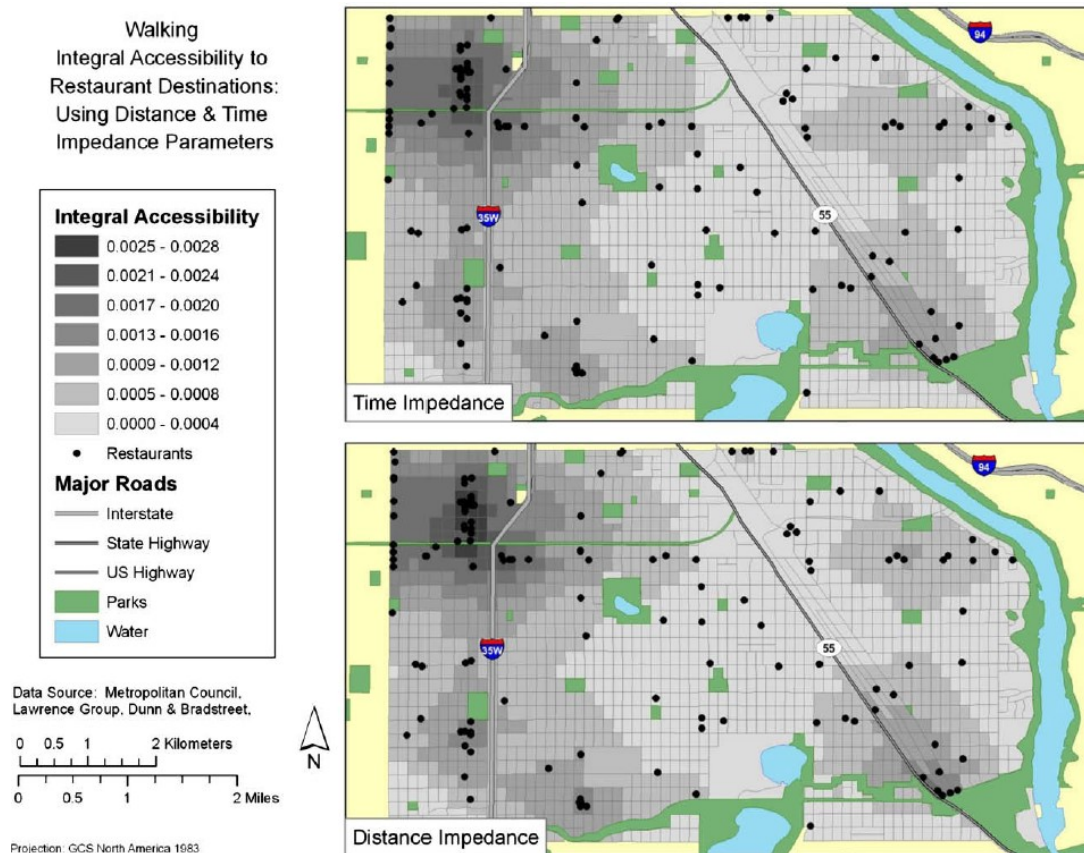 Walking
Integral Accessibility to
Restaurant Destinations:
Using Distance & Time
Impedance Parameters
Integral Accessibility
0.0025 - 0.0028
0.0021 - 0.0024
0.0017 - 0.0020
0.0013 - 0.0016
0.0009 - 0.0012
0.0005 - 0.0008
0.0000 - 0.0004
Restaurants
Major Roads
Interstate
State Highway
US Highway
Parks
Water
Data Source: Metropolitan Council,
Lawrence Group, Dunn & Bradstreet,
0 0.5 1 2 Kilometers
0 0.5 1 2 Miles
N
Projection: GCS North America 1983
94
35W
55
Time Impedance
94
35W
55
Distance Impedance